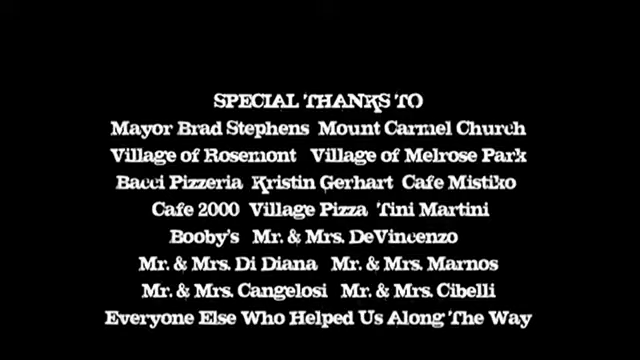 SPECIAL THANKS TO
Mayor Brad Stephens Mount Carmel Church
Village of Rosemont Village of Melrose Park
Bacci Pizzeria Kristin Gerhart Cafe Mistiko
Cafe 2000 Village Pizza Tini Martini
Booby's Mr. & Mrs. DeVincenzo
Mr. & Mrs. Di Diana Mr. & Mrs. Marnos
Mr. & Mrs. Cangelosi Mr. & Mrs. Cibelli
Everyone Else Who Helped Us Along The Way